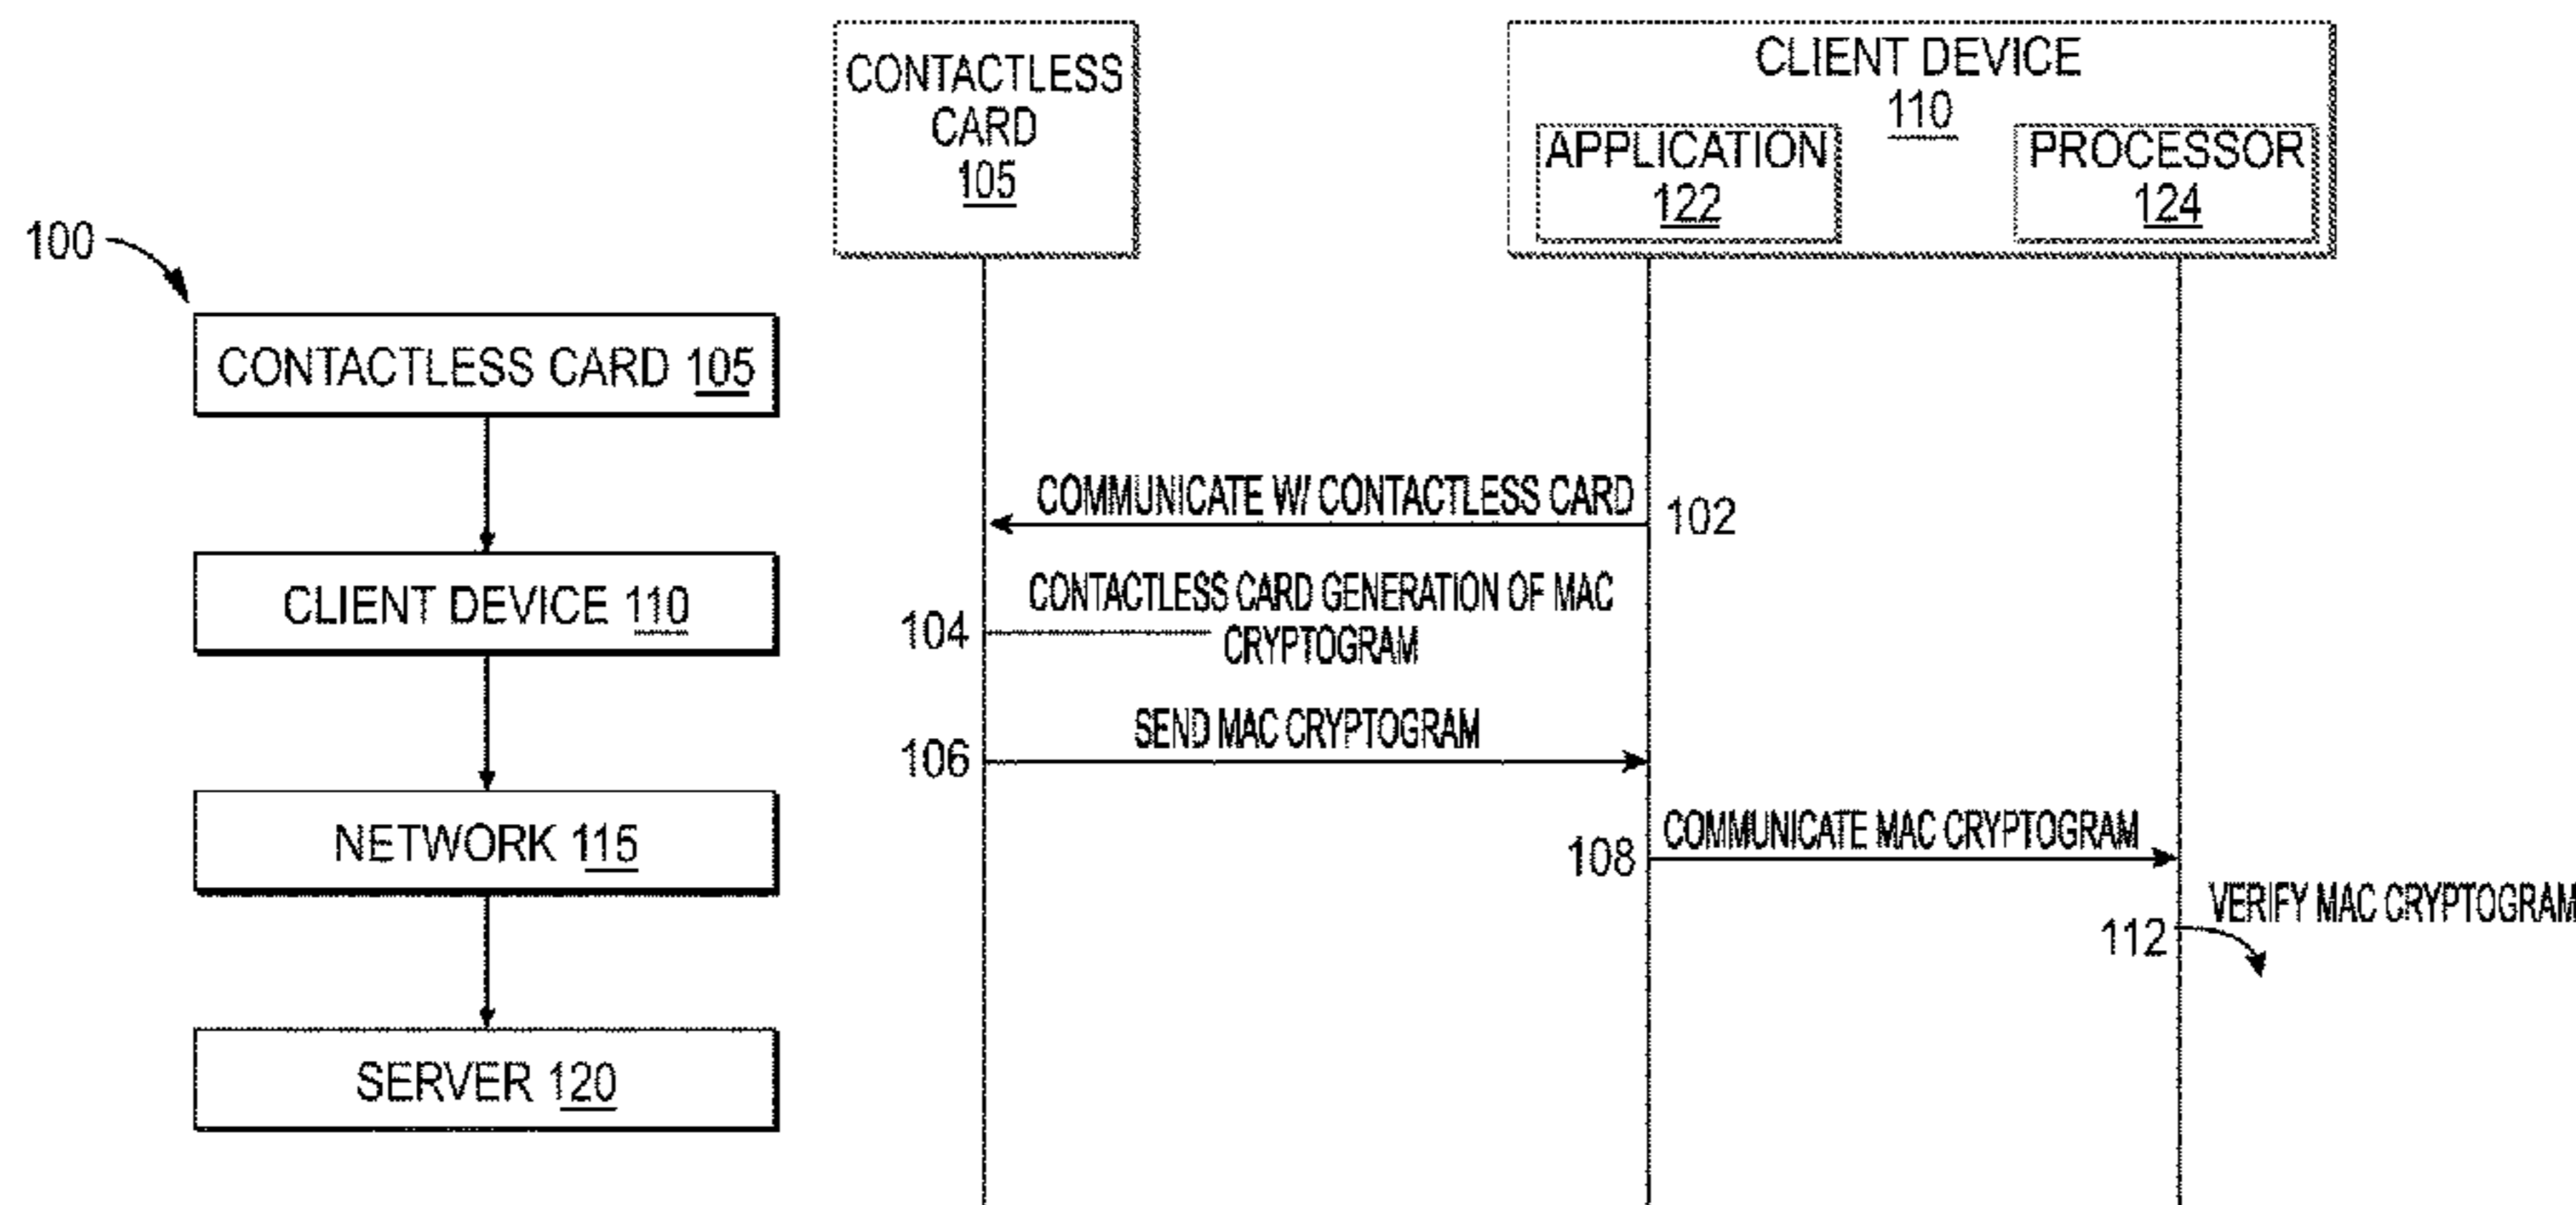 100
CONTACTLESS CARD 105
CLIENT DEVICE 110
NETWORK 115
SERVER 120
CONTACTLESS
CARD
105
CLIENT DEVICE
110
APPLICATION
122
PROCESSOR
124
COMMUNICATE W/ CONTACTLESS CARD
102
CONTACTLESS CARD GENERATION OF MAC
104
CRYPTOGRAM
SEND MAC CRYPTOGRAM
106
COMMUNICATE MAC CRYPTOGRAM
108
VERIFY MAC CRYPTOGRAM
112